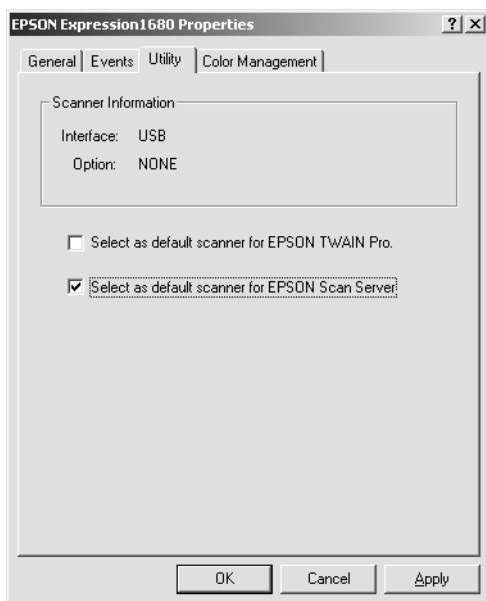 EPSON Expression1680 Properties
? X
General Events Utility Color Management
Scanner Information
Interface: USB
Option: NONE
Select as default scanner for EPSON TWAIN Pro.
Select as default scanner for EPSON Scan Server
OK Cancel Apply